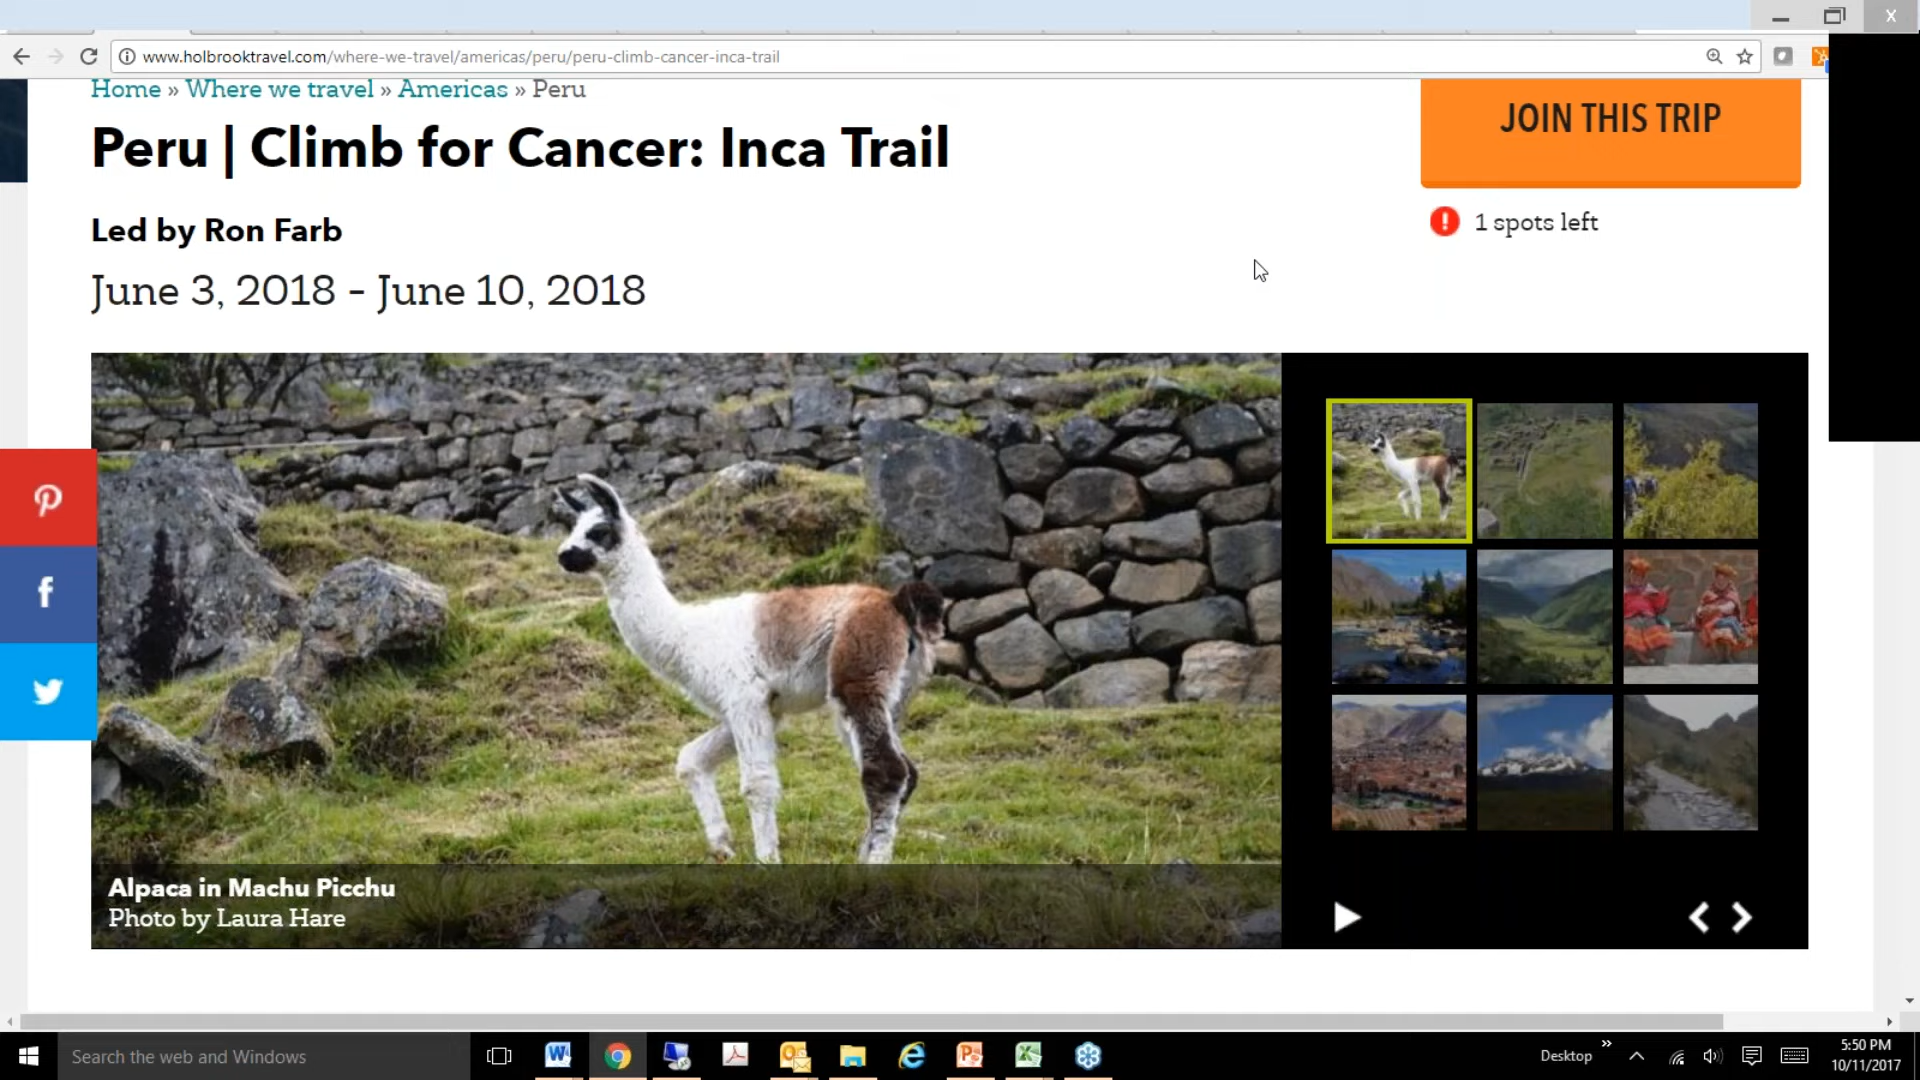 www.holbrooktravel.com/where-we-travel/americas/peru/peru-climb-cancer-inca-trail
Home » Where we travel » Americas » Peru
Peru | Climb for Cancer: Inca Trail
JOIN THIS TRIP
1 spots left
Led by Ron Farb
June 3, 2018 - June 10, 2018
Alpaca in Machu Picchu
Photo by Laura Hare
Search the web and Windows
Desktop
5:50 PM
10/11/2017